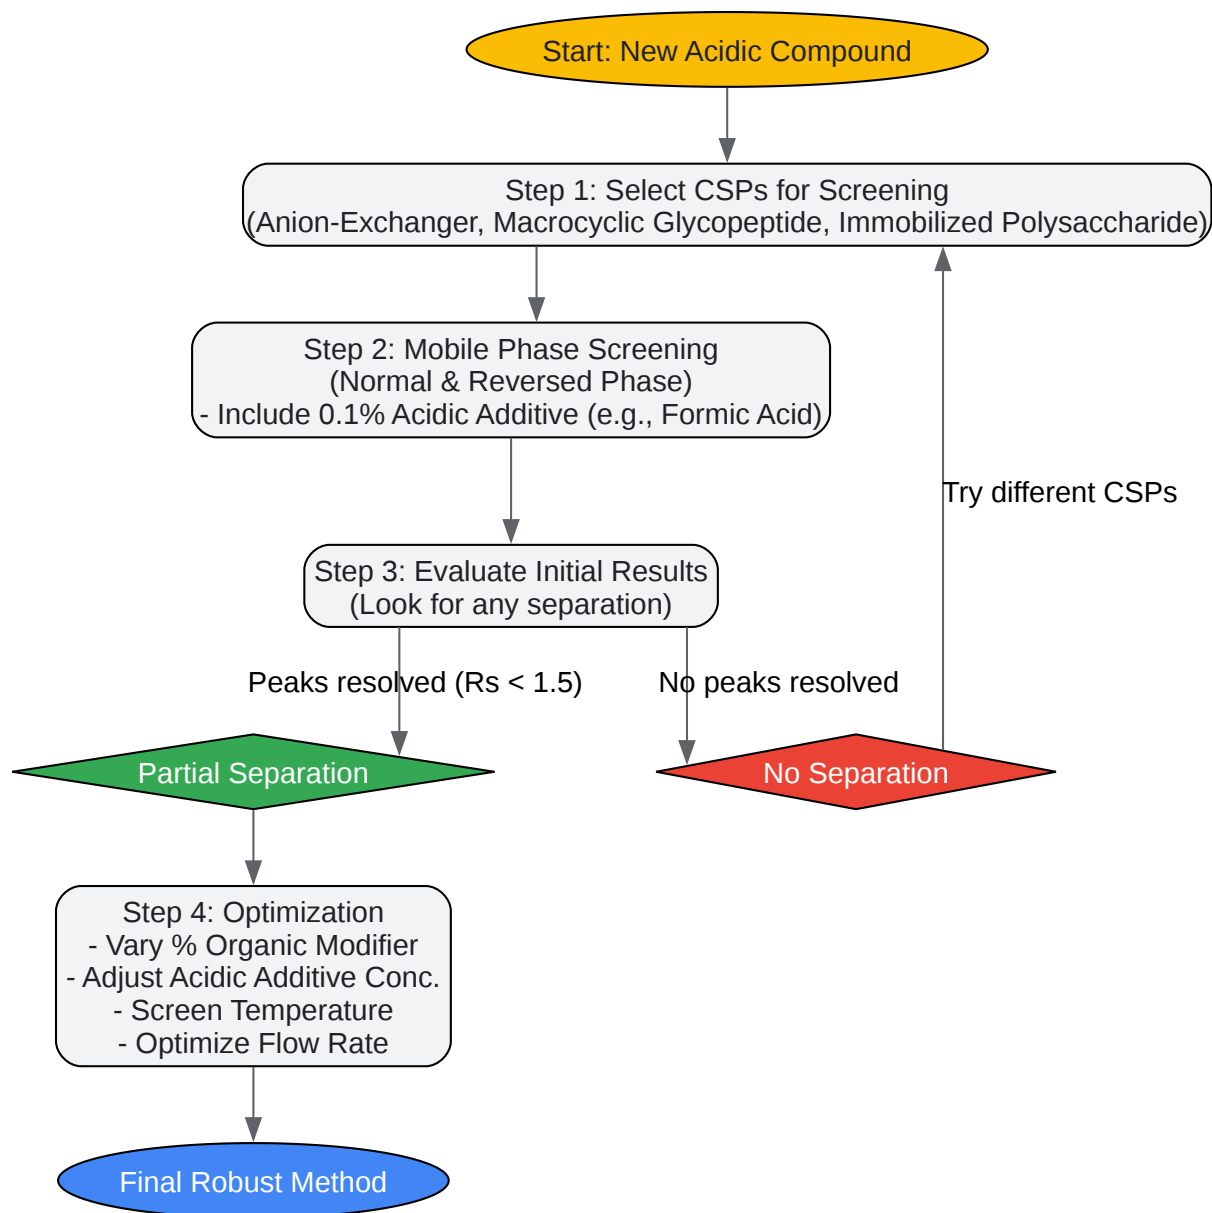 Start: New Acidic Compound
Step 1: Select CSPs for Screening
(Anion-Exchanger, Macrocyclic Glycopeptide, Immobilized Polysaccharide)
Step 2: Mobile Phase Screening
(Normal & Reversed Phase)
- Include 0.1% Acidic Additive (e.g., Formic Acid)
Try different CSPs
Step 3: Evaluate Initial Results
(Look for any separation)
Peaks resolved (Rs < 1.5)
No peaks resolved
Partial Separation
No Separation
Step 4: Optimization
- Vary % Organic Modifier
- Adjust Acidic Additive Conc.
- Screen Temperature
- Optimize Flow Rate
Final Robust Method